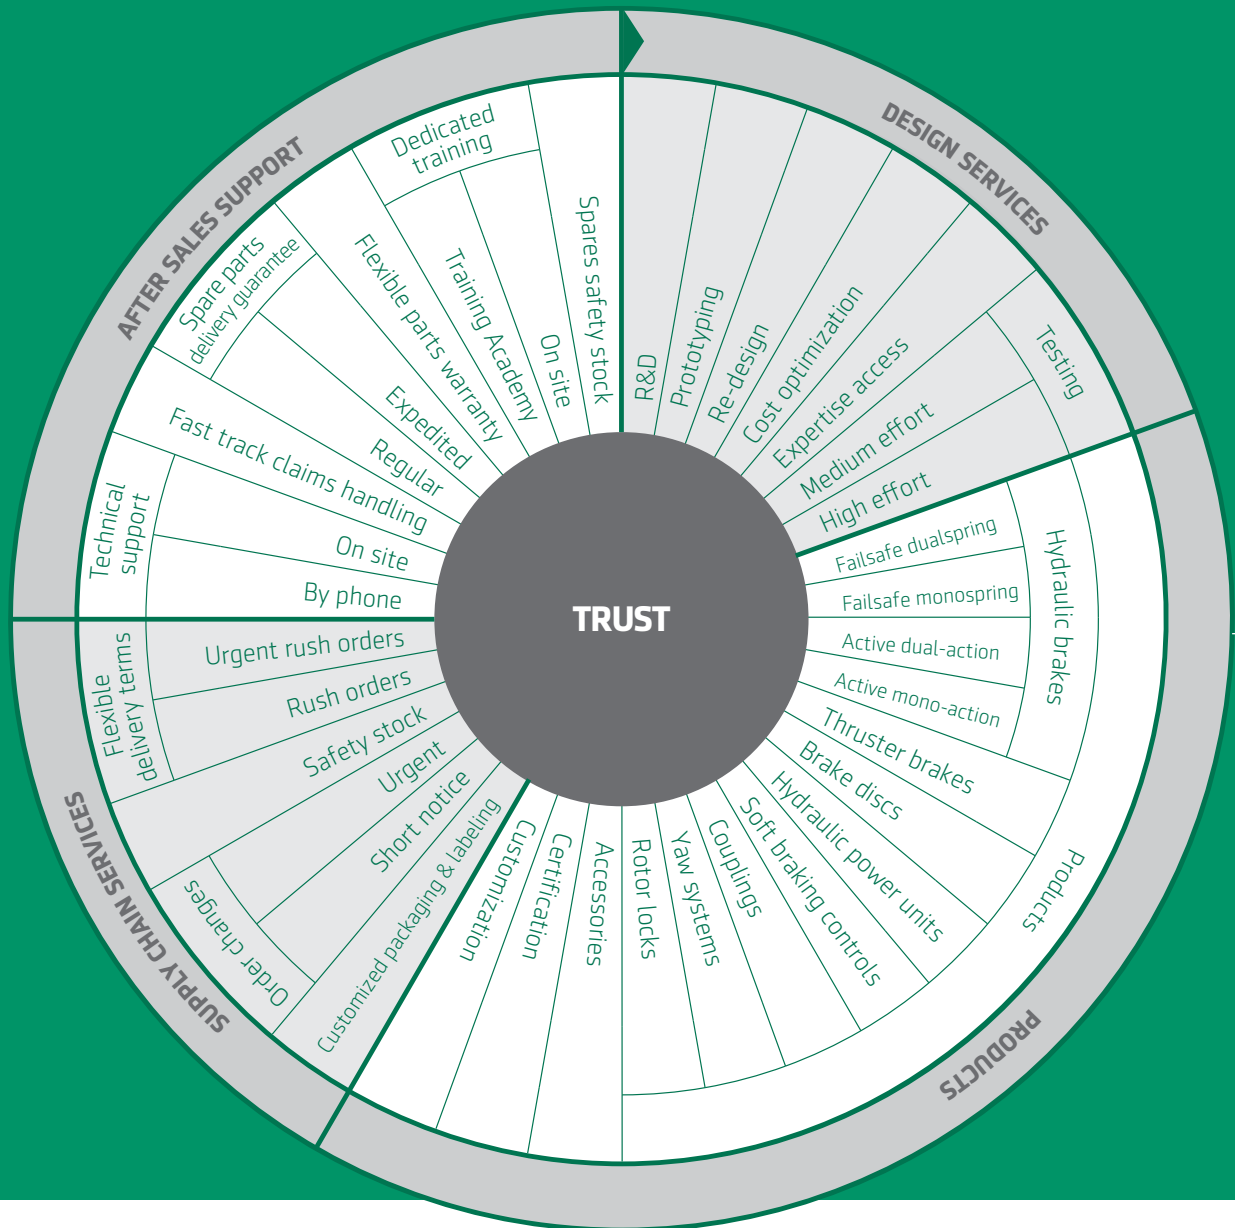 DESIGN SERVICES
R&D
Prototyping
Re-design
Cost optimization
Expertise access
Testing
Medium effort
High effort
PRODUCTS
Products
Hydraulic brakes
Failsafe dualspring
Failsafe monospring
Active dual-action
Active mono-action
Thruster brakes
Brake discs
Hydraulic power units
Soft braking controls
Couplings
Yaw systems
Rotor locks
Accessories
Certification
Customization
SUPPLY CHAIN SERVICES
Customized packaging & labeling
Order changes
Short notice
Urgent
Safety stock
Flexible
delivery terms
Rush orders
Urgent rush orders
AFTER SALES SUPPORT
Technical
support
By phone
On site
Fast track claims handling
Spare parts
delivery guarantee
Regular
Expedited
Flexible parts warranty
Dedicated
training
Training Academy
On site
Spares safety stock
TRUST